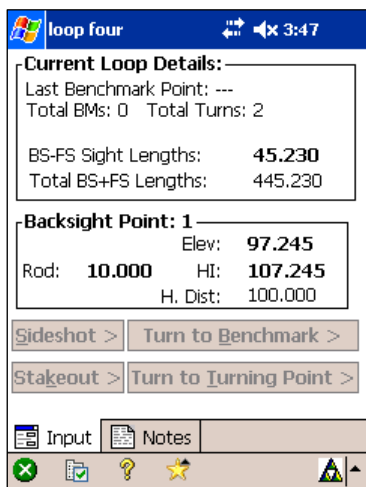 loop four 3:47
Current Loop Details:
Last Benchmark Point: ---
Total BMs: 0 Total Turns: 2
BS-FS Sight Lengths: 45.230
Total BS+FS Lengths: 445.230
Backsight Point: 1
Elev: 97.245
Rod: 10.000 HI: 107.245
H. Dist: 100.000
Sideshot > Turn to Benchmark >
Stakeout > Turn to Turning Point >
Input Notes